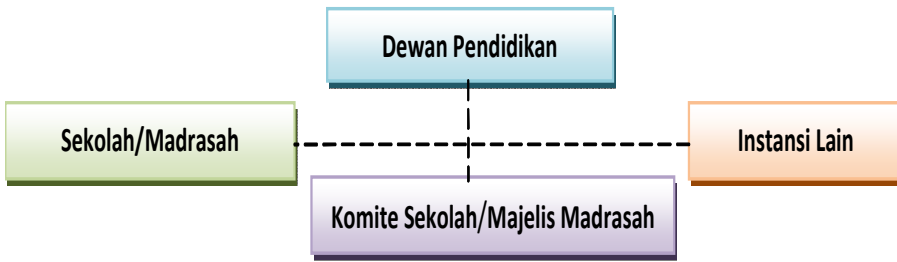 Dewan Pendidikan
Sekolah/Madrasah
Instansi Lain
Komite Sekolah/Majelis Madrasah